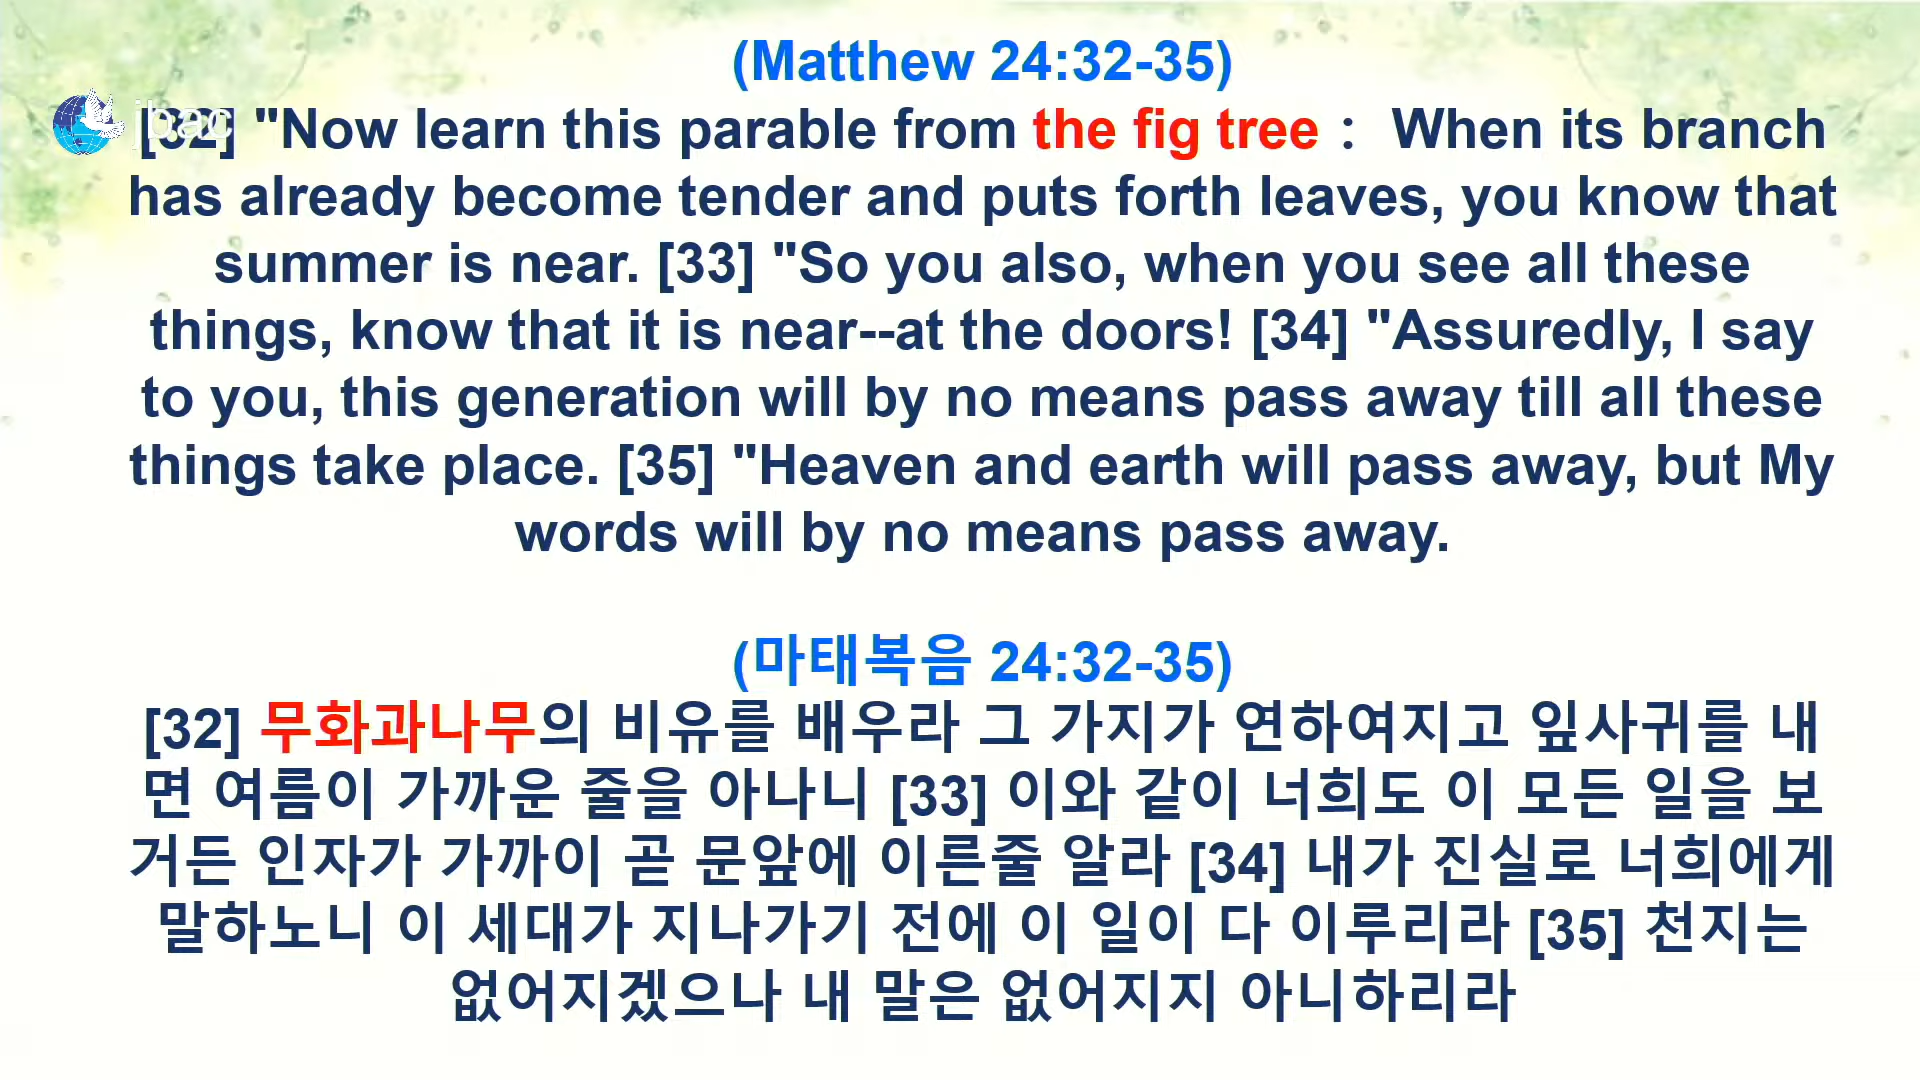 (Matthew 24:32-35)
jbac
[32] "Now learn this parable from the fig tree : When its branch
has already become tender and puts forth leaves, you know that
summer is near. [33] "So you also, when you see all these
things, know that it is near--at the doors! [34] "Assuredly, I say
to you, this generation will by no means pass away till all these
things take place. [35] "Heaven and earth will pass away, but My
words will by no means pass away.
(마태복음 24:32-35)
[32] 무화과나무의 비유를 배우라 그 가지가 연하여지고 잎사귀를 내
면 여름이 가까운 줄을 아나니 [33] 이와 같이 너희도 이 모든 일을 보
거든 인자가 가까이 곧 문앞에 이른줄 알라 [34] 내가 진실로 너희에게
말하노니 이 세대가 지나가기 전에 이 일이 다 이루리라 [35] 천지는
없어지겠으나 내 말은 없어지지 아니하리라